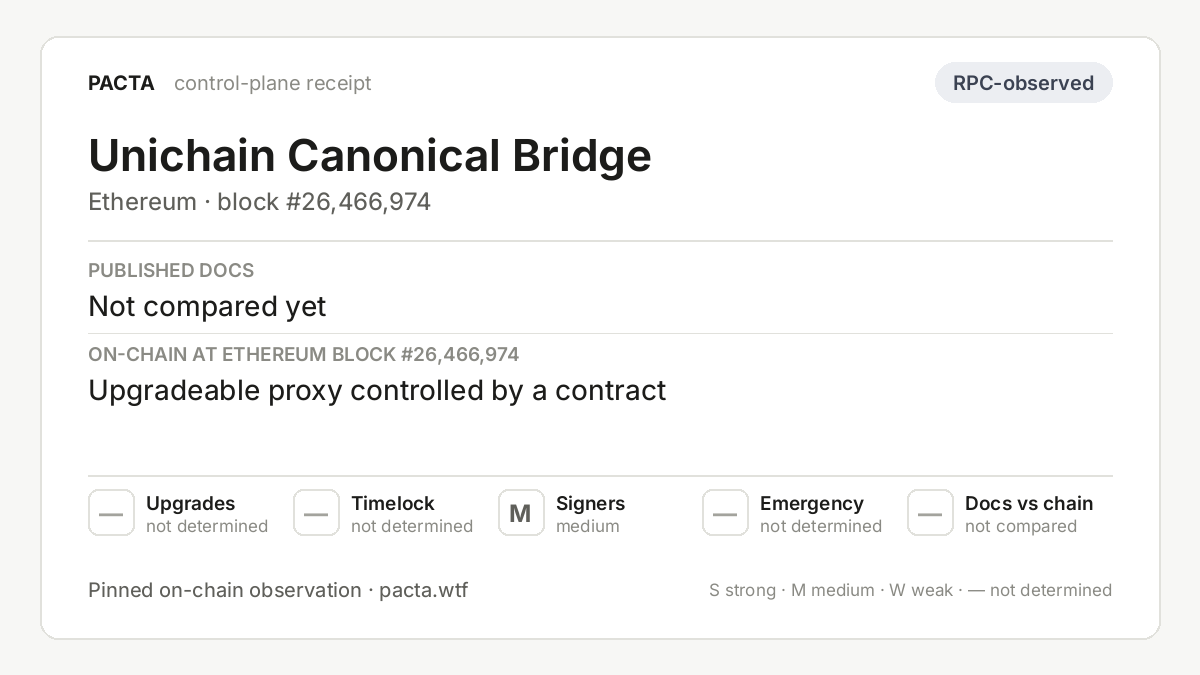 PACTA control-plane receipt RPC-observed
Unichain Canonical Bridge
Ethereum · block #26,466,974
PUBLISHED DOCS
Not compared yet
ON-CHAIN AT ETHEREUM BLOCK #26,466,974
Upgradeable proxy controlled by a contract
— Upgrades
not determined
— Timelock
not determined
M Signers
medium
— Emergency
not determined
— Docs vs chain
not compared
Pinned on-chain observation · pacta.wtf
S strong · M medium · W weak · — not determined